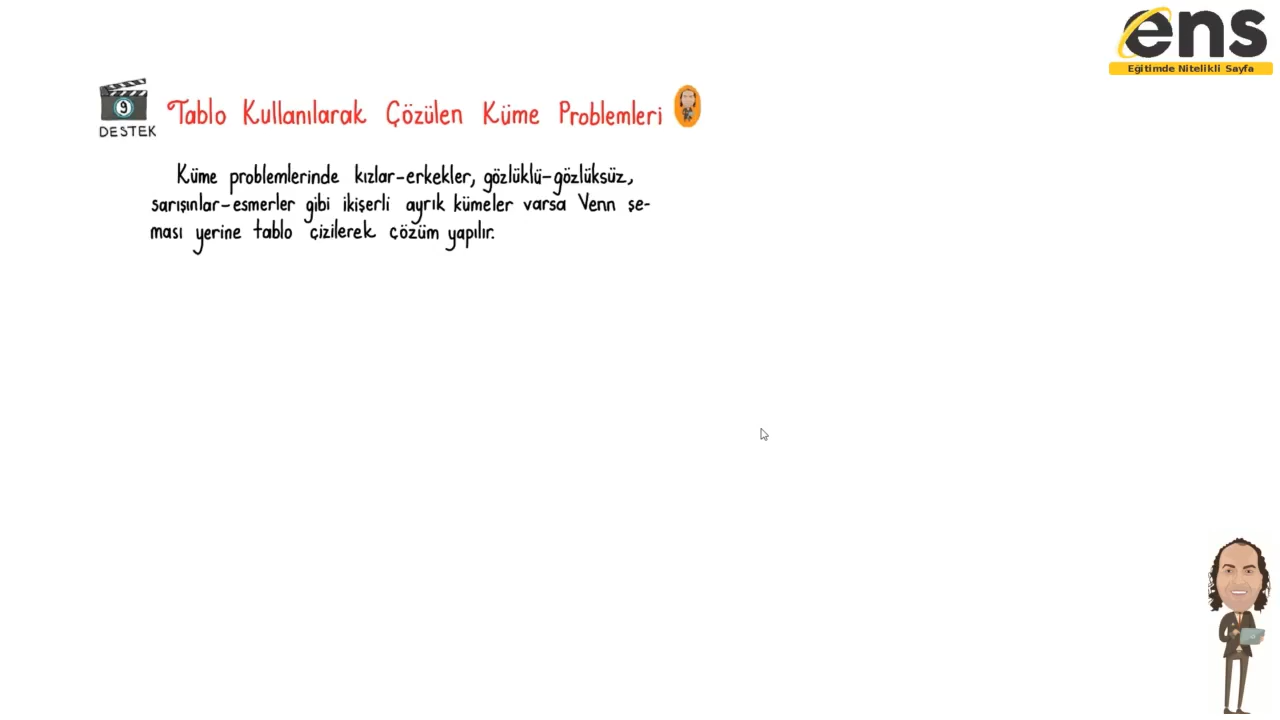 ens
Eğitimde Nitelikli Sayfa
9
DESTEK
Tablo Kullanılarak Çözülen Küme Problemleri
Küme problemlerinde kızlar-erkekler, gözlüklü-gözlüksüz,
sarışınlar-esmerler gibi ikişerli ayrık kümeler varsa Venn şe-
ması yerine tablo çizilerek çözüm yapılır.